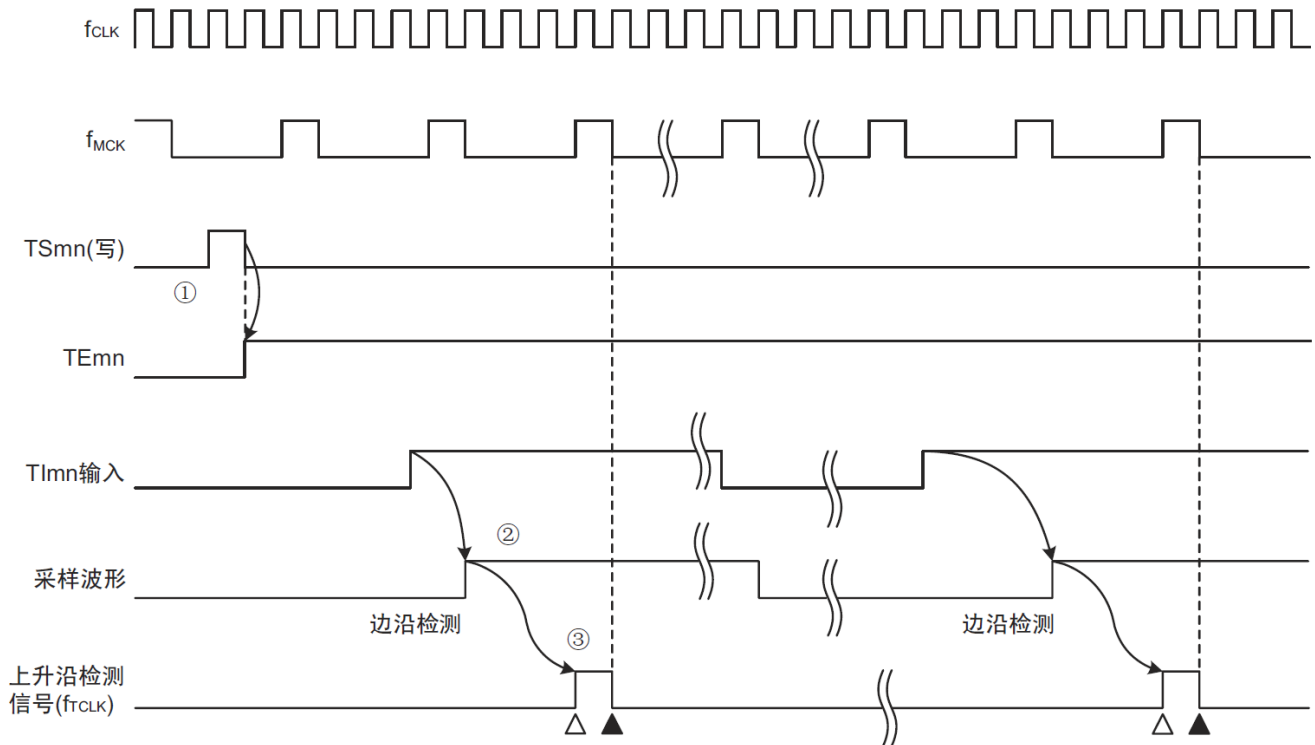 fCLK
fMCK
TSmn(写)
①
TEmn
TImn输入
②
采样波形
边沿检测
边沿检测
③
上升沿检测
信号(fTCLK)